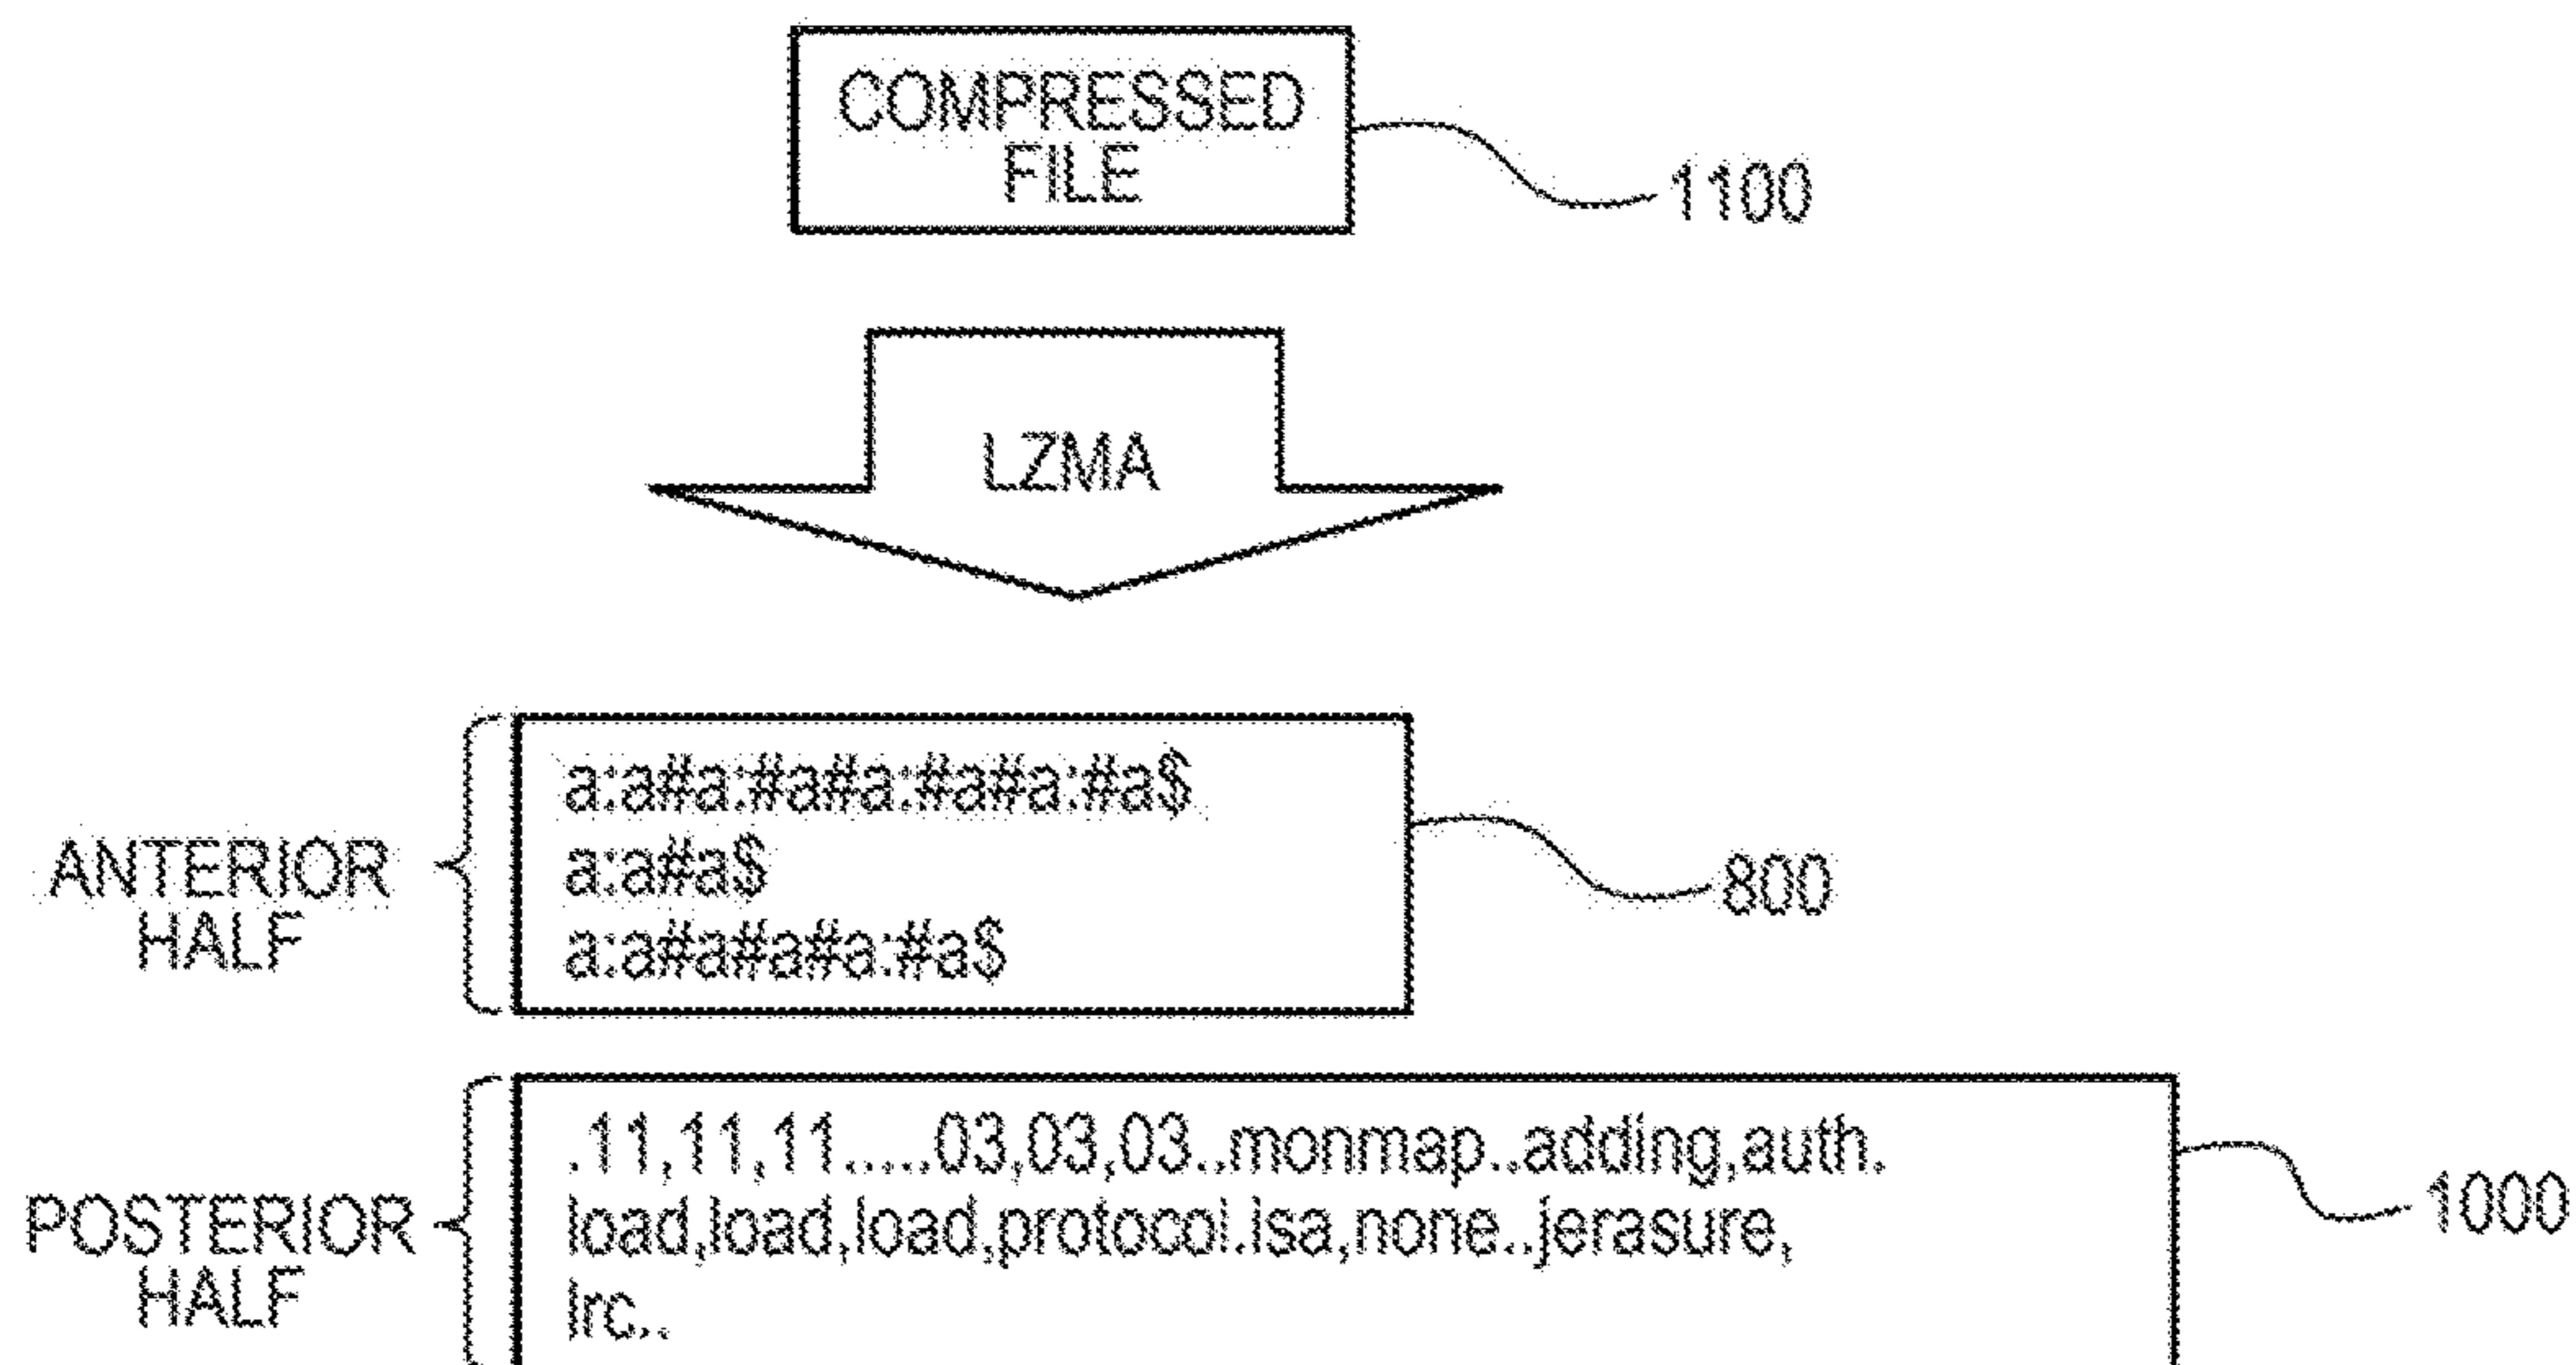 COMPRESSED
FILE
1100
LZMA
ANTERIOR
HALF
a:a#a:#a#a:#a#a:#a$
a:a#a$
a:a#a#a#a:#a$
800
POSTERIOR
HALF
.11,11,11.....03,03,03..monmap..adding,auth.
load,load,load,protocol.isa,none..jerasure,
lrc..
1000